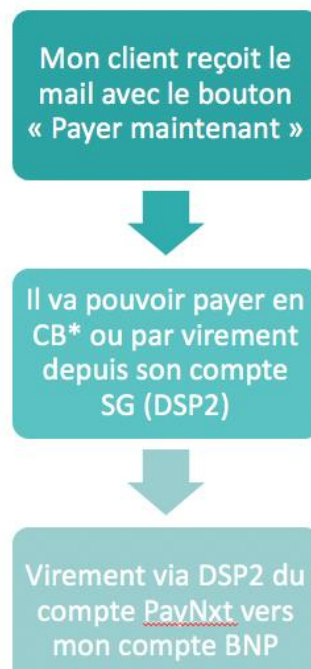 Mon client reçoit le
mail avec le bouton
« Payer maintenant »
Il va pouvoir payer en
CB* ou par virement
depuis son compte
SG (DSP2)
Virement via DSP2 du
compte PayNxt vers
mon compte BNP